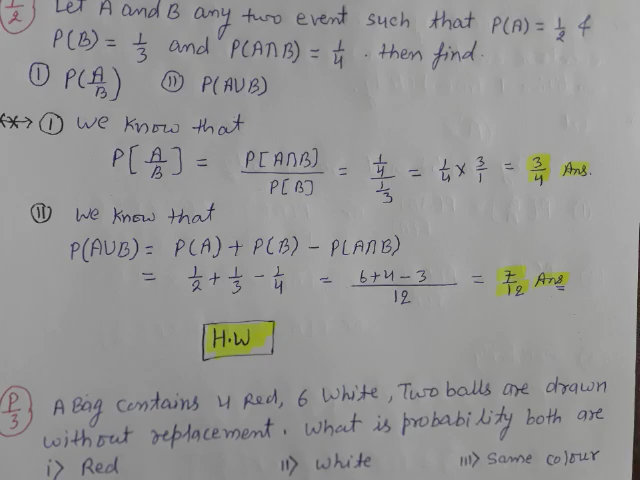 1/2 Let A and B any two event such that P(A) = 1/2 &
P(B) = 1/3 and P(A∩B) = 1/4 . then find.
① P(A/B) ② P(AUB)
**→ ① We know that
P[A/B] = P[A∩B]/P[B] = 1/4 / 1/3 = 1/4 × 3/1 = 3/4 Ans.
② We know that
P(AUB) = P(A) + P(B) - P(A∩B)
= 1/2 + 1/3 - 1/4 = 6+4-3/12 = 7/12 Ans
H.W
P/3 A Bag contains 4 Red, 6 White, Two balls are drawn
without replacement. What is probability both are
i> Red ii> White iii> Same colour